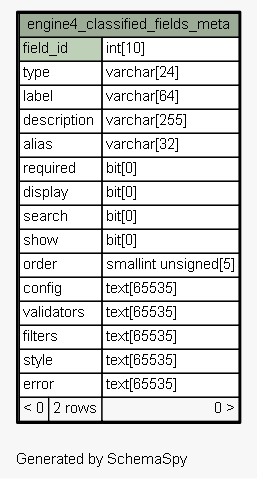 engine4_classified_fields_meta
field_id int[10]
type varchar[24]
label varchar[64]
description varchar[255]
alias varchar[32]
required bit[0]
display bit[0]
search bit[0]
show bit[0]
order smallint unsigned[5]
config text[65535]
validators text[65535]
filters text[65535]
style text[65535]
error text[65535]
< 0 2 rows 0 >
Generated by SchemaSpy